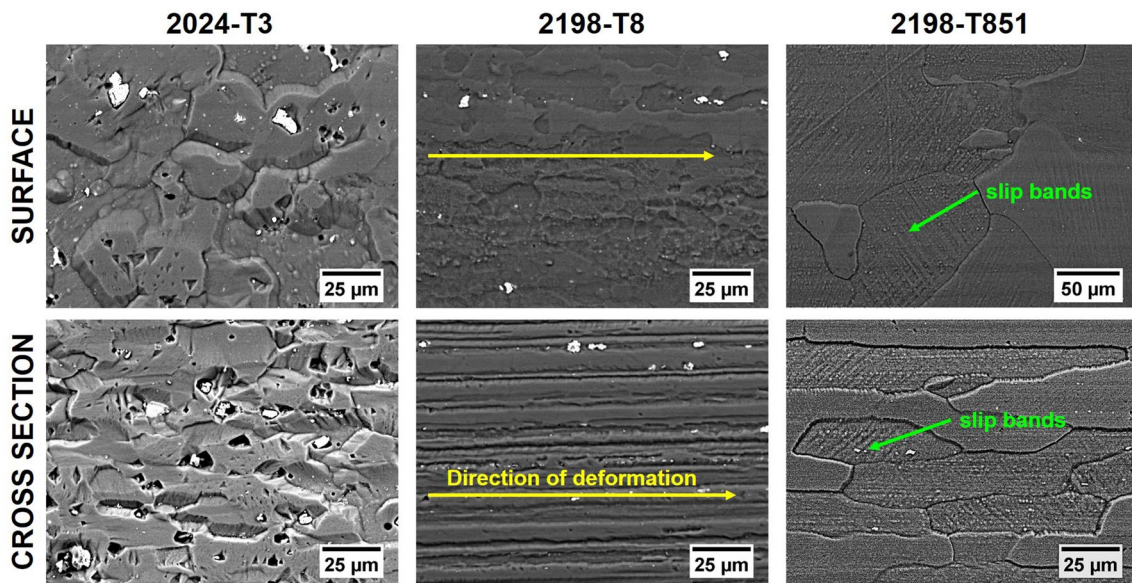 2024-T3
2198-T8
2198-T851
SURFACE
25 µm
25 µm
slip bands
50 µm
CROSS SECTION
25 µm
Direction of deformation
25 µm
slip bands
25 µm